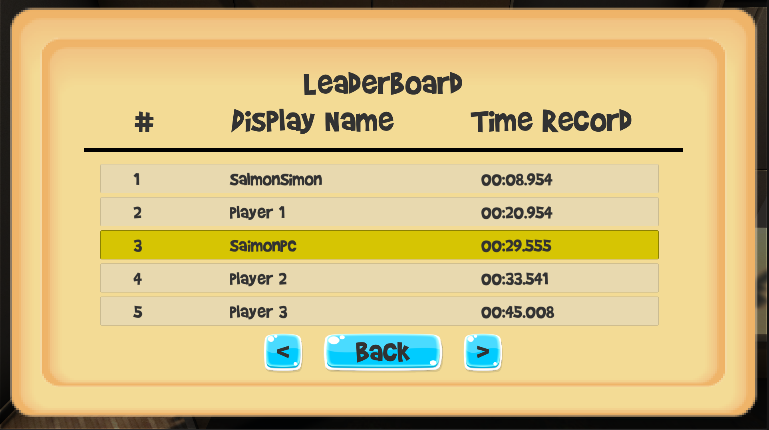 Leaderboard
# Display Name Time Record
1 SalmonSimon 00:08.954
2 Player 1 00:20.954
3 SaimonPC 00:29.555
4 Player 2 00:33.541
5 Player 3 00:45.008
< Back >